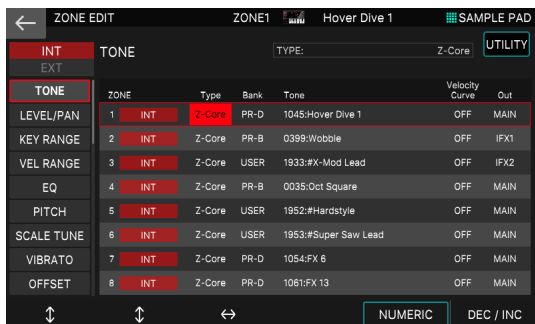 ZONE EDIT ZONE1 Hover Dive 1 SAMPLE PAD
INT TONE TYPE: Z-Core UTILITY
EXT
TONE ZONE Type Bank Tone Velocity Curve Out
LEVEL/PAN 1 INT Z-Core PR-D 1045:Hover Dive 1 OFF MAIN
KEY RANGE 2 INT Z-Core PR-B 0399:Wobble OFF IFX1
VEL RANGE 3 INT Z-Core USER 1933:#X-Mod Lead OFF IFX2
EQ 4 INT Z-Core PR-B 0035:Oct Square OFF MAIN
PITCH 5 INT Z-Core USER 1952:#Hardstyle OFF MAIN
SCALE TUNE 6 INT Z-Core USER 1953:#Super Saw Lead OFF MAIN
VIBRATO 7 INT Z-Core PR-D 1054:FX 6 OFF MAIN
OFFSET 8 INT Z-Core PR-D 1061:FX 13 OFF MAIN
NUMERIC DEC / INC